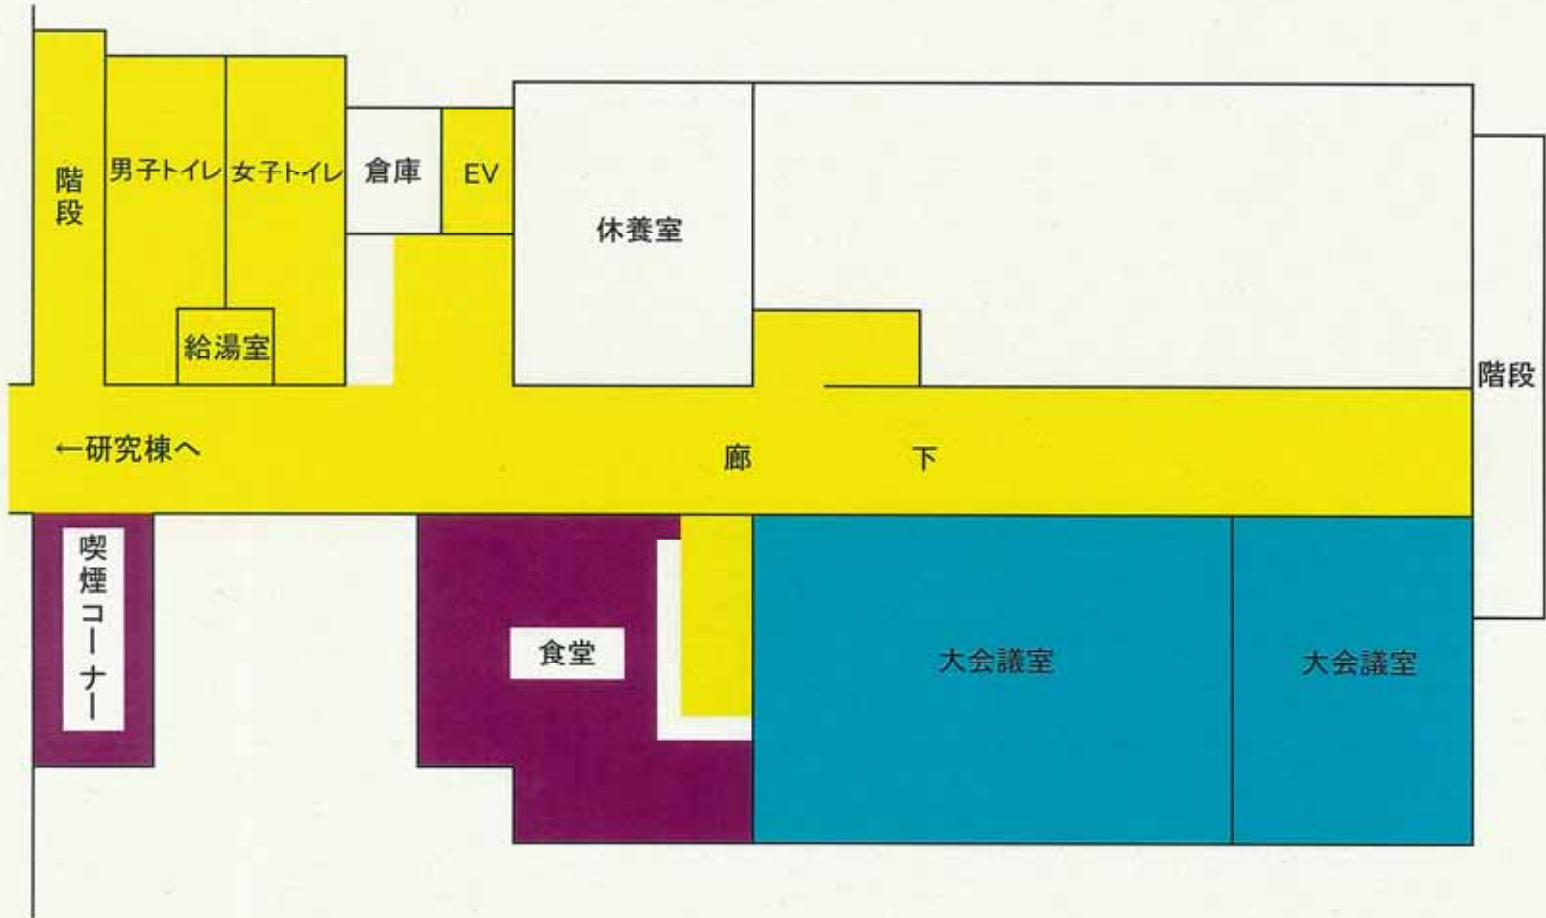 階段
男子トイレ
女子トイレ
倉庫
EV
休養室
給湯室
階段
←研究棟へ
廊下
喫煙コーナー
食堂
大会議室
大会議室